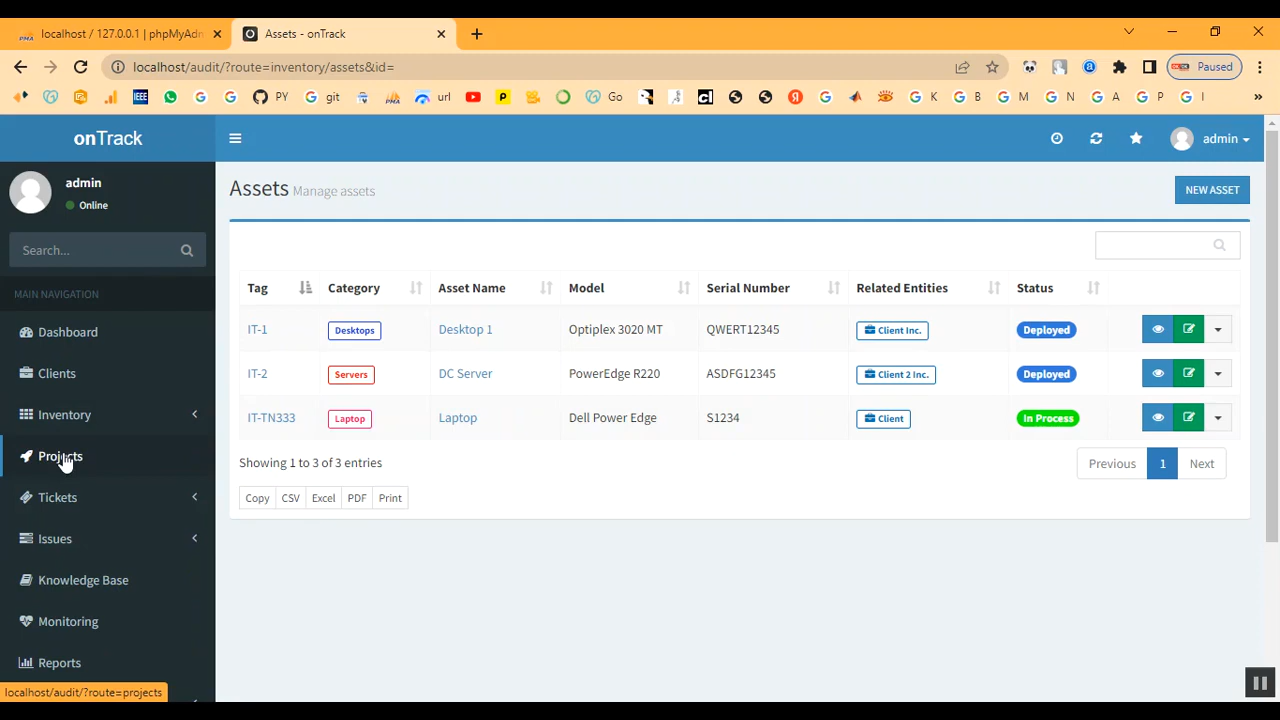 localhost / 127.0.0.1 | phpMyAdn
Assets - onTrack
localhost/audit/?route=inventory/assets&id=
Paused
PY
git
url
Go
K
B
M
N
A
P
I
onTrack
admin
admin
Online
Search...
MAIN NAVIGATION
Dashboard
Clients
Inventory
Projects
Tickets
Issues
Knowledge Base
Monitoring
Reports
localhost/audit/?route=projects
Assets Manage assets
NEW ASSET
Tag Category Asset Name Model Serial Number Related Entities Status
IT-1 Desktops Desktop 1 Optiplex 3020 MT QWERT12345 Client Inc. Deployed
IT-2 Servers DC Server PowerEdge R220 ASDFG12345 Client 2 Inc. Deployed
IT-TN333 Laptop Laptop Dell Power Edge S1234 Client In Process
Showing 1 to 3 of 3 entries
Previous 1 Next
Copy CSV Excel PDF Print